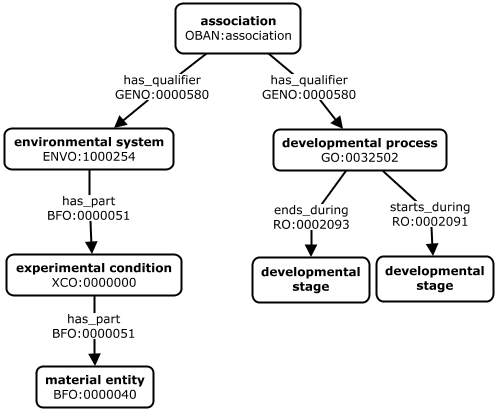 association
OBAN:association
has_qualifier
GENO:0000580
has_qualifier
GENO:0000580
environmental system
ENVO:1000254
developmental process
GO:0032502
has_part
BFO:0000051
ends_during
RO:0002093
starts_during
RO:0002091
experimental condition
XCO:0000000
developmental
stage
developmental
stage
has_part
BFO:0000051
material entity
BFO:0000040